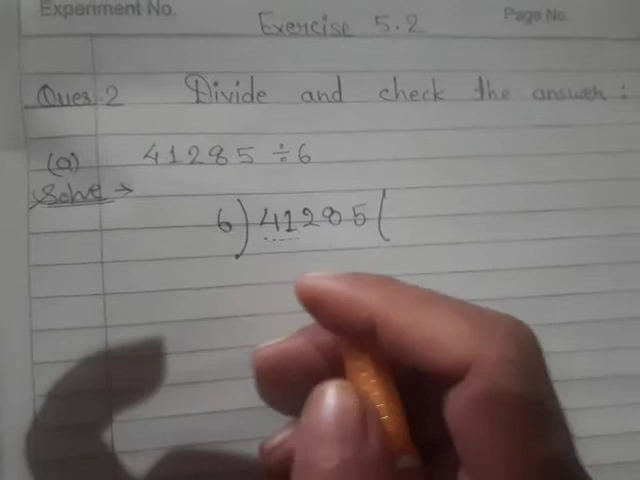 Experiment No.
Page No.
Exercise 5.2
Ques.2 Divide and check the answer :
(a) 41285 ÷ 6
Solve →
6)41285(